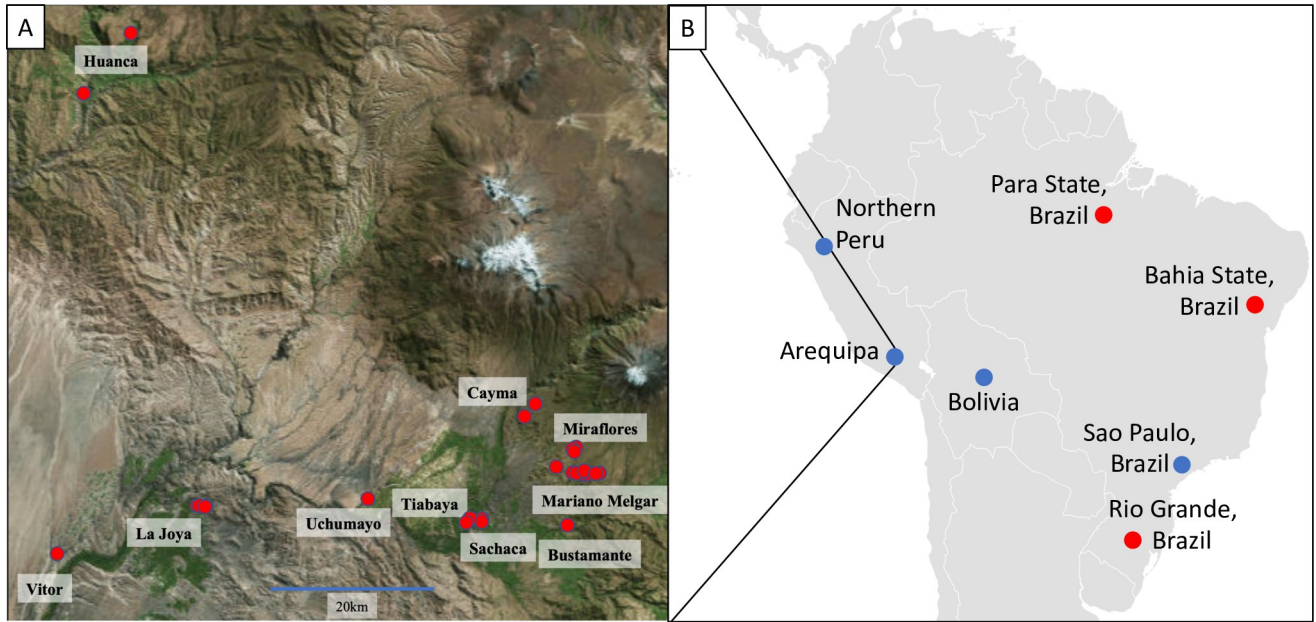 A
Huanca
Cayma
Miraflores
Mariano Melgar
Tiabaya
Uchumayo
Sachaca
Bustamante
La Joya
Vitor
20km
B
Para State,
Brazil
Northern
Peru
Bahia State,
Brazil
Arequipa
Bolivia
Sao Paulo,
Brazil
Rio Grande,
Brazil